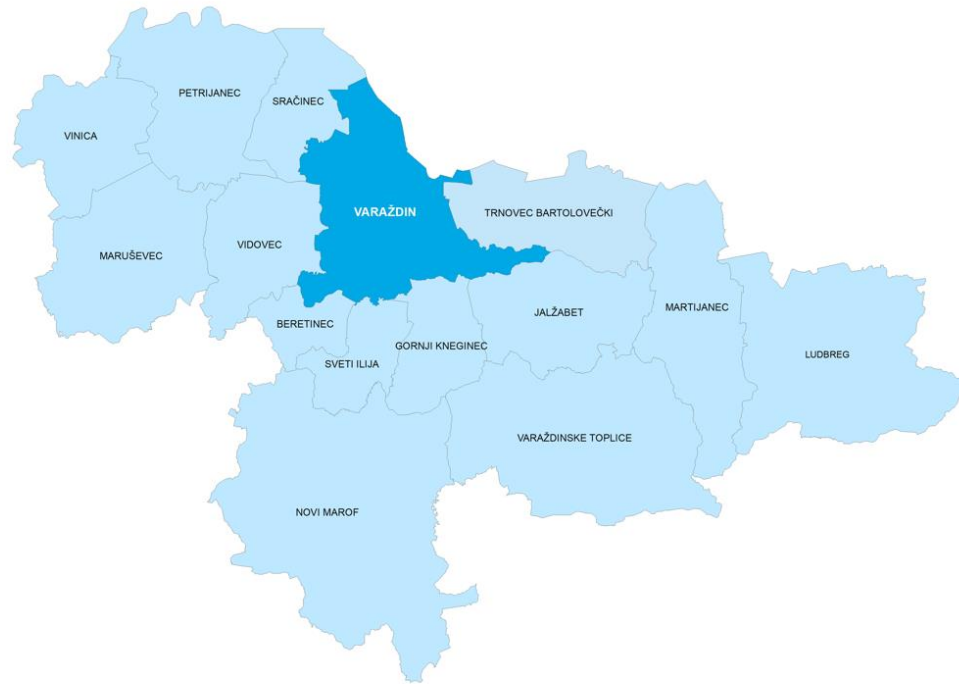 PETRIJANEC
SRAČINEC
VINICA
VARAŽDIN
TRNOVEC BARTOLOVEČKI
VIDOVEC
MARUŠEVEC
MARTIJANEC
JALŽABET
BERETINEC
GORNJI KNEGINEC
LUDBREG
SVETI ILIJA
VARAŽDINSKE TOPLICE
NOVI MAROF